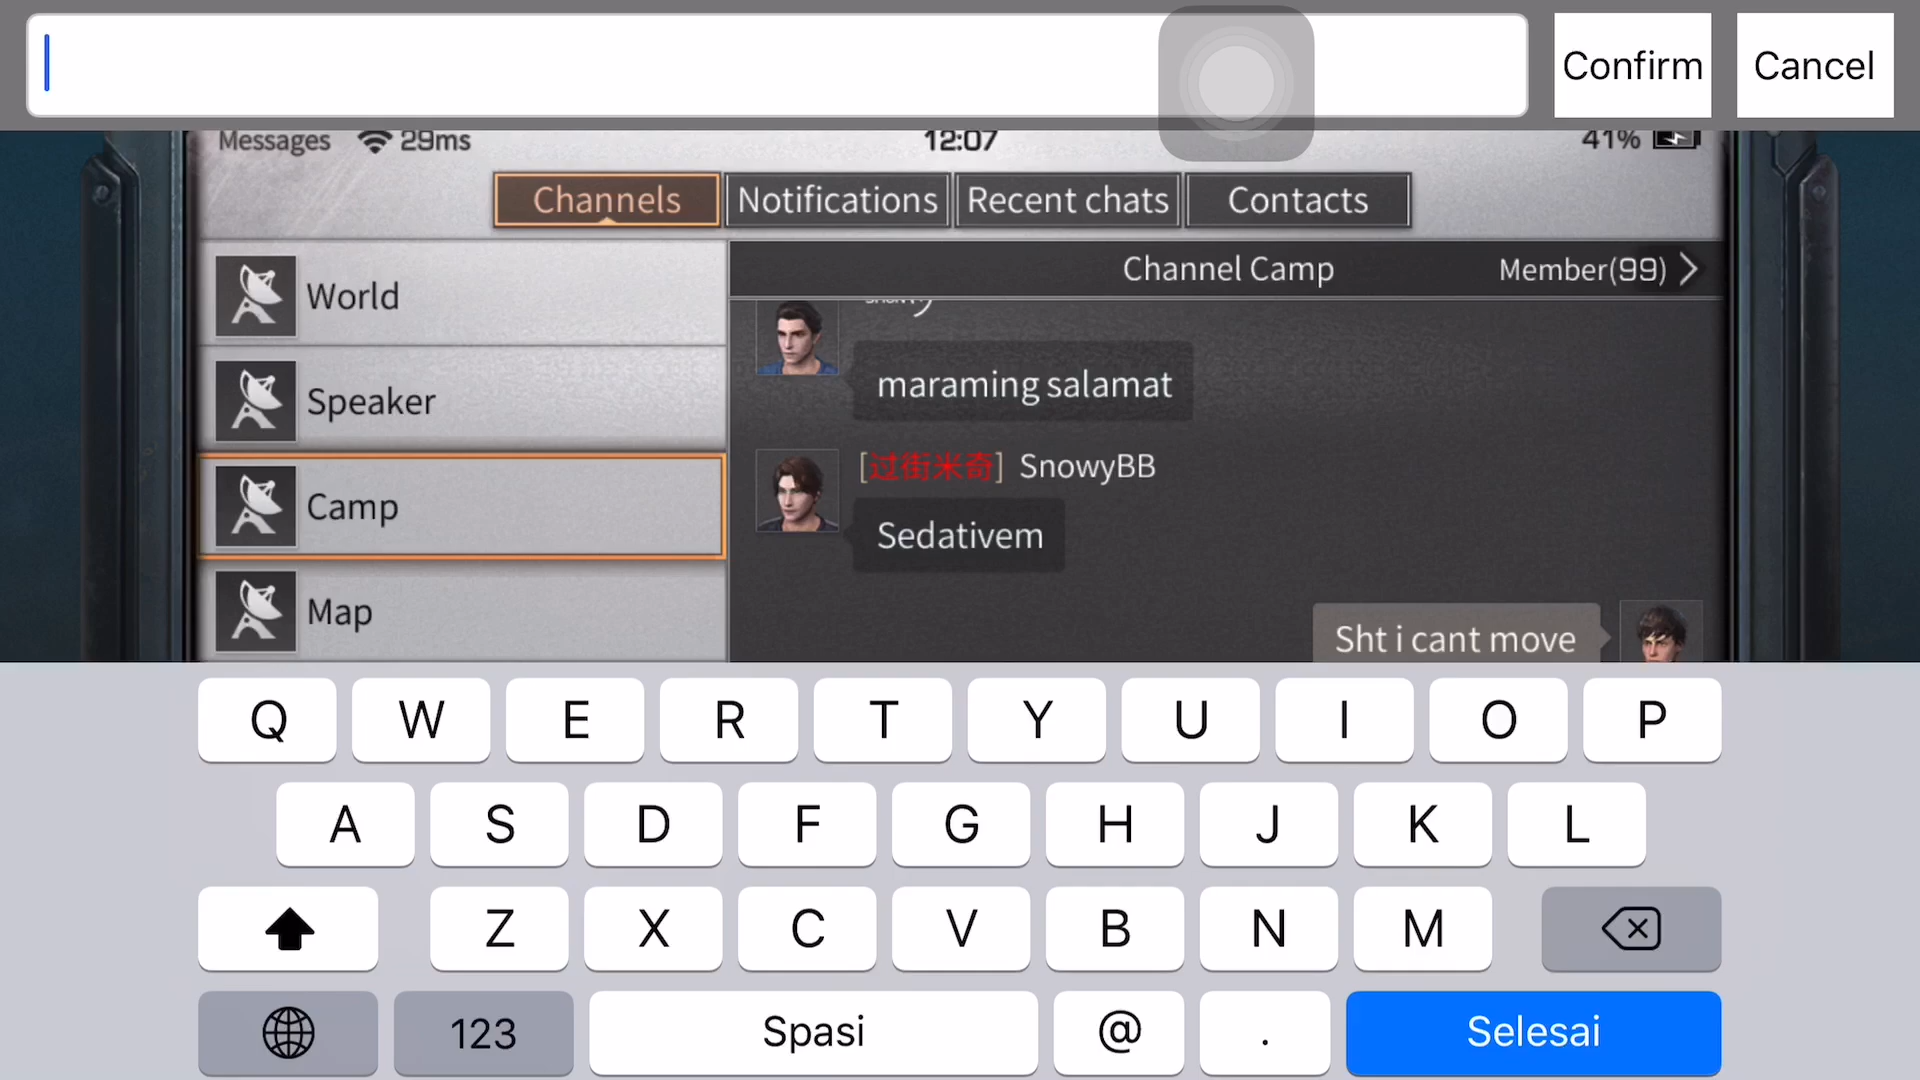 Confirm
Cancel
Messages 29ms
12:07
41%
Channels
Notifications
Recent chats
Contacts
World
Speaker
Camp
Map
Channel Camp
Member(99)
maraming salamat
[过街米奇] SnowyBB
Sedativem
Sht i cant move
Q W E R T Y U I O P
A S D F G H J K L
Z X C V B N M
123 Spasi @ . Selesai